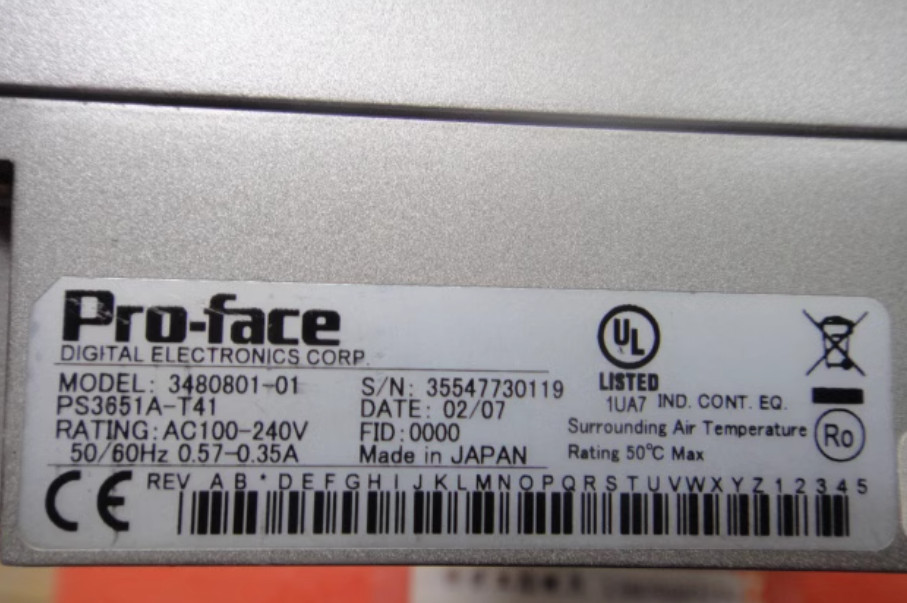 Pro-face
DIGITAL ELECTRONICS CORP.
MODEL: 3480801-01
PS3651A-T41
RATING: AC100-240V
50/60Hz 0.57-0.35A
S/N: 35547730119
DATE: 02/07
FID: 0000
Made in JAPAN
UL
LISTED
1UA7 IND. CONT. EQ.
Surrounding Air Temperature
Rating 50°C Max
Ro
CE
REV A B * D E F G H I J K L M N O P Q R S T U V W X Y Z 1 2 3 4 5